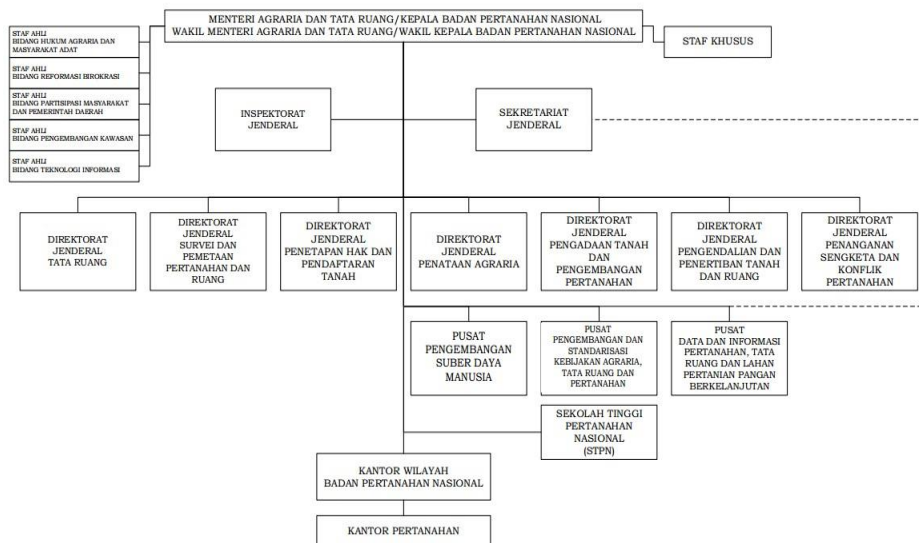 MENTERI AGRARIA DAN TATA RUANG/KEPALA BADAN PERTANAHAN NASIONAL
WAKIL MENTERI AGRARIA DAN TATA RUANG/WAKIL KEPALA BADAN PERTANAHAN NASIONAL
STAF AHLI
BIDANG HUKUM AGRARIA DAN
MASYARAKAT ADAT
STAF AHLI
BIDANG REFORMASI BIROKRASI
STAF AHLI
BIDANG PARTISIPASI MASYARAKAT
DAN PEMERINTAH DAERAH
STAF AHLI
BIDANG PENGEMBANGAN KAWASAN
STAF AHLI
BIDANG TEKNOLOGI INFORMASI
STAF KHUSUS
INSPEKTORAT
JENDERAL
SEKRETARIAT
JENDERAL
DIREKTORAT
JENDERAL
TATA RUANG
DIREKTORAT
JENDERAL
SURVEI DAN
PEMETAAN
PERTANAHAN DAN
RUANG
DIREKTORAT
JENDERAL
PENETAPAN HAK DAN
PENDAFTARAN
TANAH
DIREKTORAT
JENDERAL
PENATAAN AGRARIA
DIREKTORAT
JENDERAL
PENGADAAN TANAH
DAN
PENGEMBANGAN
PERTANAHAN
DIREKTORAT
JENDERAL
PENGENDALIAN DAN
PENERTIBAN TANAH
DAN RUANG
DIREKTORAT
JENDERAL
PENANGANAN
SENGKETA DAN
KONFLIK
PERTANAHAN
PUSAT
PENGEMBANGAN
SUBER DAYA
MANUSIA
PUSAT
PENGEMBANGAN DAN
STANDARISASI
KEBIJAKAN AGRARIA,
TATA RUANG DAN
PERTANAHAN
PUSAT
DATA DAN INFORMASI
PERTANAHAN, TATA
RUANG DAN LAHAN
PERTANIAN PANGAN
BERKELANJUTAN
SEKOLAH TINGGI
PERTANAHAN
NASIONAL
(STPN)
KANTOR WILAYAH
BADAN PERTANAHAN NASIONAL
KANTOR PERTANAHAN